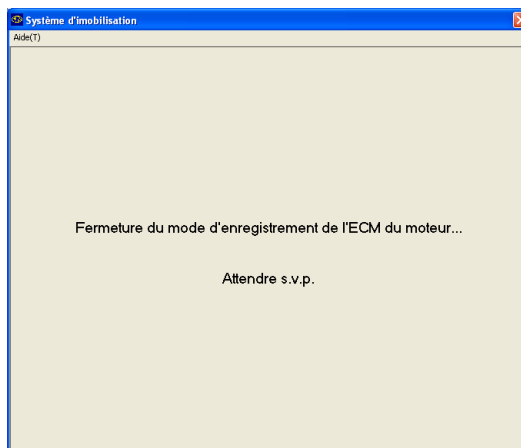 Système d'imobilisation
Aide(T)
Fermeture du mode d'enregistrement de l'ECM du moteur...
Attendre s.v.p.